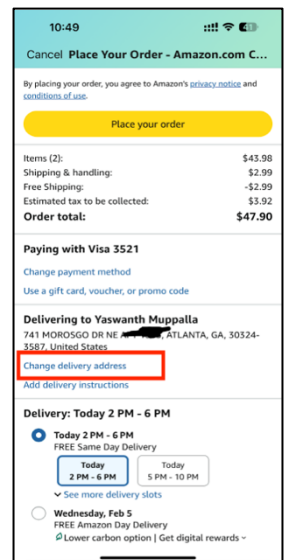 10:49
Cancel Place Your Order - Amazon.com C...
By placing your order, you agree to Amazon's privacy notice and
conditions of use.
Place your order
Items (2): $43.98
Shipping & handling: $2.99
Free Shipping: -$2.99
Estimated tax to be collected: $3.92
Order total: $47.90
Paying with Visa 3521
Change payment method
Use a gift card, voucher, or promo code
Delivering to Yaswanth Muppalla
741 MOROSGO DR NE ATLANTA, GA, 30324-
3587, United States
Change delivery address
Add delivery instructions
Delivery: Today 2 PM - 6 PM
Today 2 PM - 6 PM
FREE Same Day Delivery
Today Today
2 PM - 6 PM 5 PM - 10 PM
See more delivery slots
Wednesday, Feb 5
FREE Amazon Day Delivery
Lower carbon option | Get digital rewards